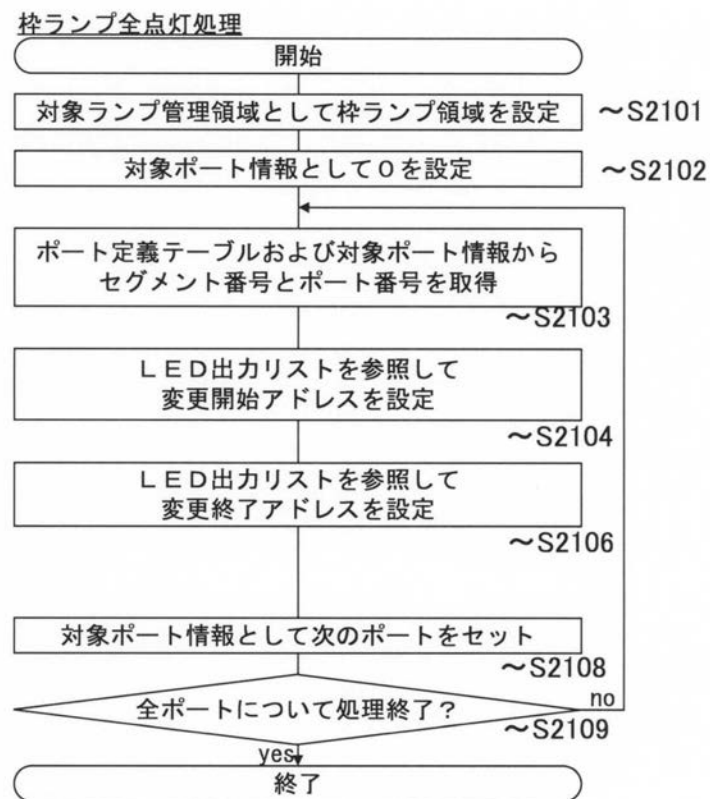 枠ランプ全点灯処理
開始
対象ランプ管理領域として枠ランプ領域を設定
～S2101
対象ポート情報として０を設定
～S2102
ポート定義テーブルおよび対象ポート情報から
セグメント番号とポート番号を取得
～S2103
ＬＥＤ出力リストを参照して
変更開始アドレスを設定
～S2104
ＬＥＤ出力リストを参照して
変更終了アドレスを設定
～S2106
対象ポート情報として次のポートをセット
～S2108
全ポートについて処理終了？
no
～S2109
yes
終了